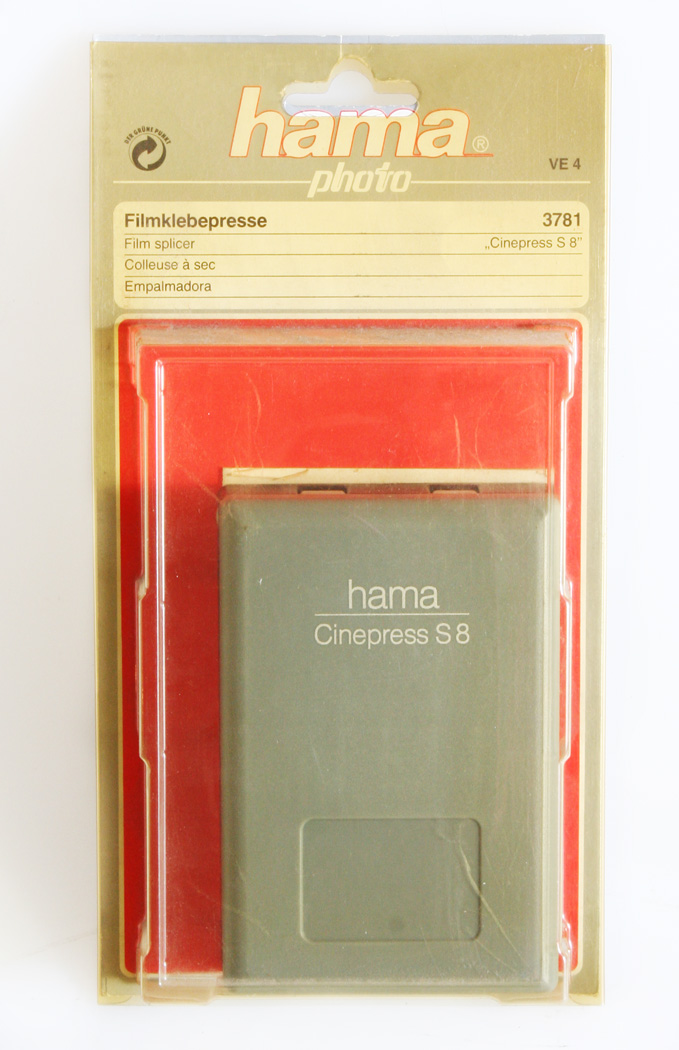 DER GRÜNE PUNKT
hama®
photo
VE 4
Filmklebepresse 3781
Film splicer „Cinepress S 8”
Colleuse à sec
Empalmadora
hama
Cinepress S 8